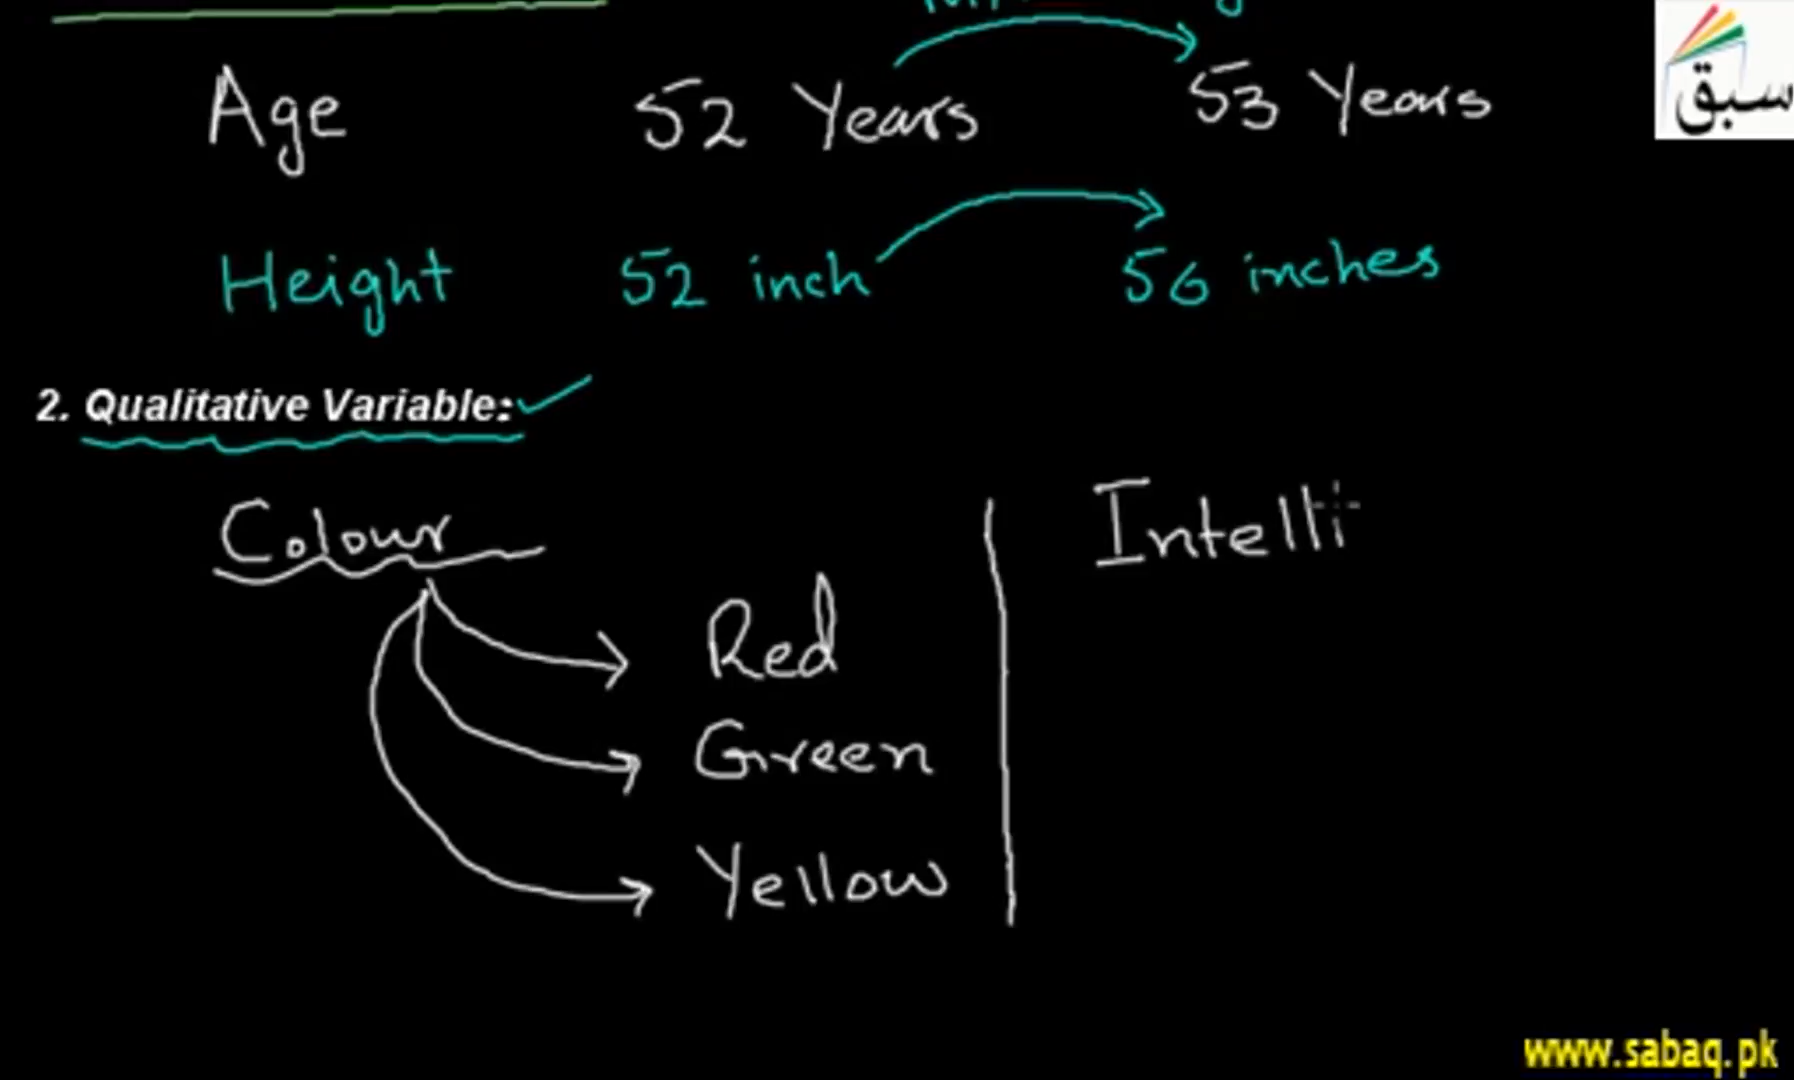 سبق
Age 52 Years 53 Years
Height 52 inch 56 inches
2. Qualitative Variable:
Colour Intelli
Red
Green
Yellow
www.sabaq.pk